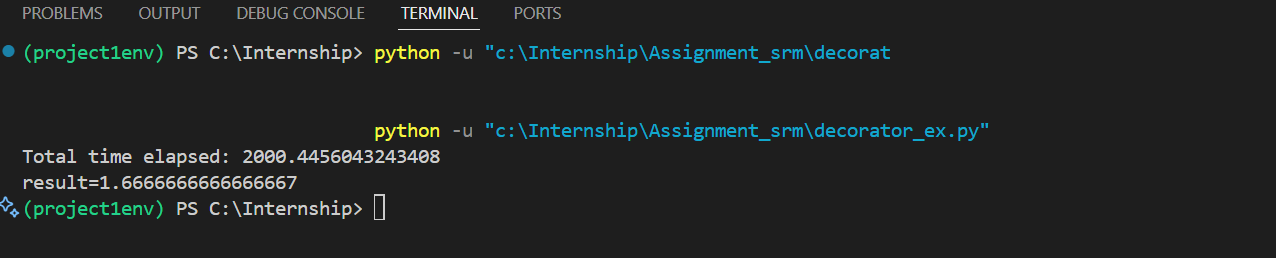 PROBLEMS OUTPUT DEBUG CONSOLE TERMINAL PORTS
(project1env) PS C:\Internship> python -u "c:\Internship\Assignment_srm\decorat
python -u "c:\Internship\Assignment_srm\decorator_ex.py"
Total time elapsed: 2000.4456043243408
result=1.6666666666666667
(project1env) PS C:\Internship>